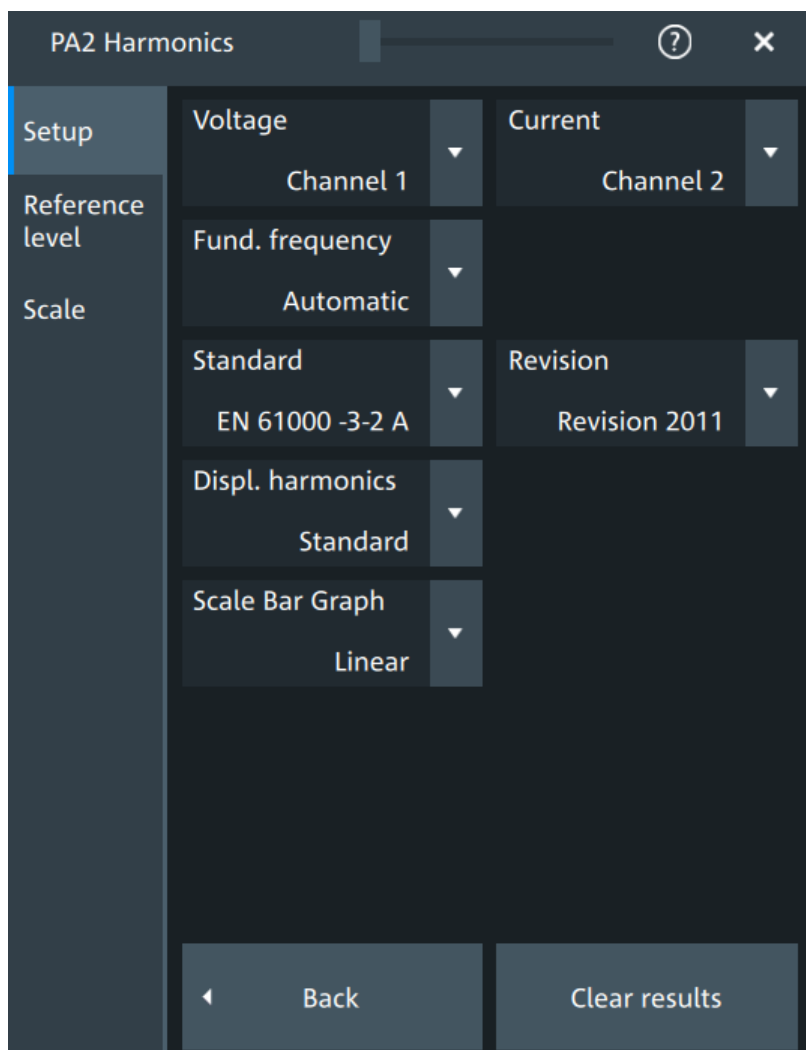 PA2 Harmonics
Setup
Reference
level
Scale
Voltage
Channel 1
Current
Channel 2
Fund. frequency
Automatic
Standard
EN 61000 -3-2 A
Revision
Revision 2011
Displ. harmonics
Standard
Scale Bar Graph
Linear
Back
Clear results